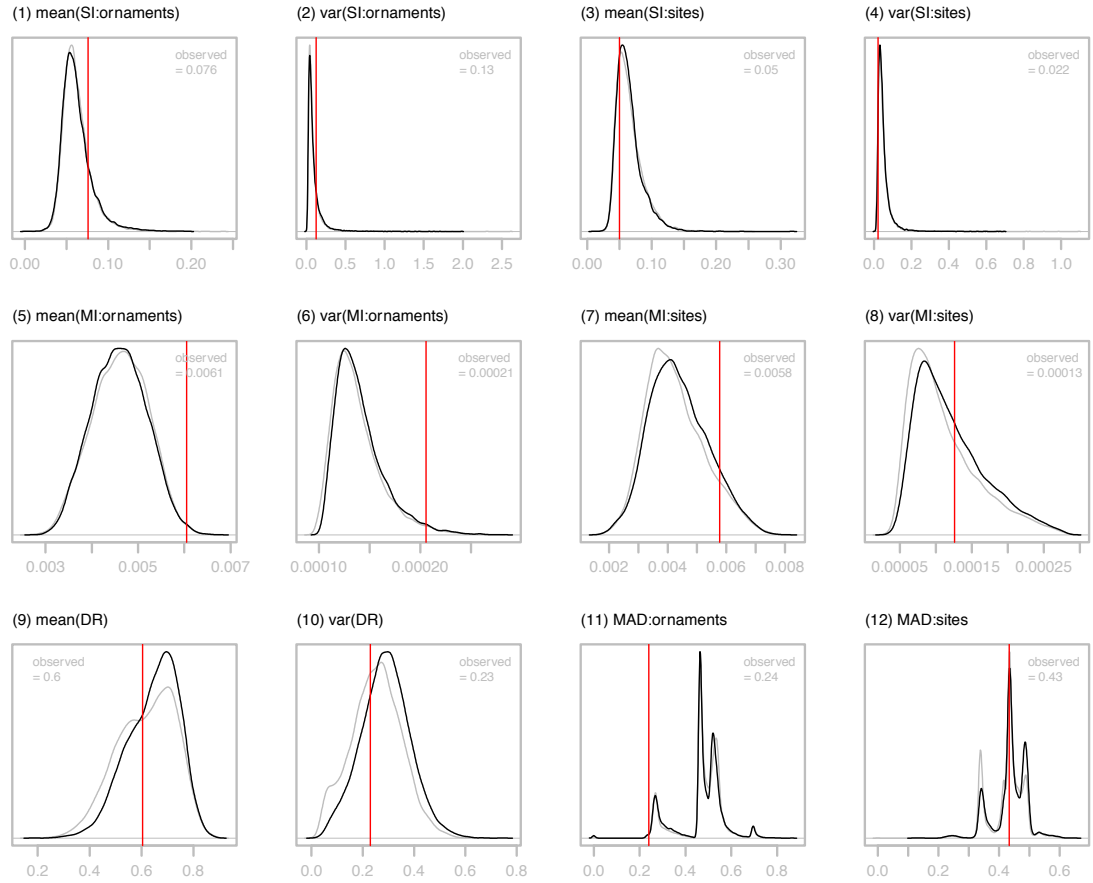 (1) mean(SI:ornaments)
(2) var(SI:ornaments)
(3) mean(SI:sites)
(4) var(SI:sites)
observed
= 0.076
observed
= 0.13
observed
= 0.05
observed
= 0.022
0.00 0.10 0.20
0.0 0.5 1.0 1.5 2.0 2.5
0.00 0.10 0.20 0.30
0.0 0.2 0.4 0.6 0.8 1.0
(5) mean(MI:ornaments)
(6) var(MI:ornaments)
(7) mean(MI:sites)
(8) var(MI:sites)
observed
= 0.0061
observed
= 0.00021
observed
= 0.0058
observed
= 0.00013
0.003 0.005 0.007
0.00010 0.00020
0.002 0.004 0.006 0.008
0.00005 0.00015 0.00025
(9) mean(DR)
(10) var(DR)
(11) MAD:ornaments
(12) MAD:sites
observed
= 0.6
observed
= 0.23
observed
= 0.24
observed
= 0.43
0.2 0.4 0.6 0.8
0.0 0.2 0.4 0.6 0.8
0.0 0.2 0.4 0.6 0.8
0.0 0.2 0.4 0.6